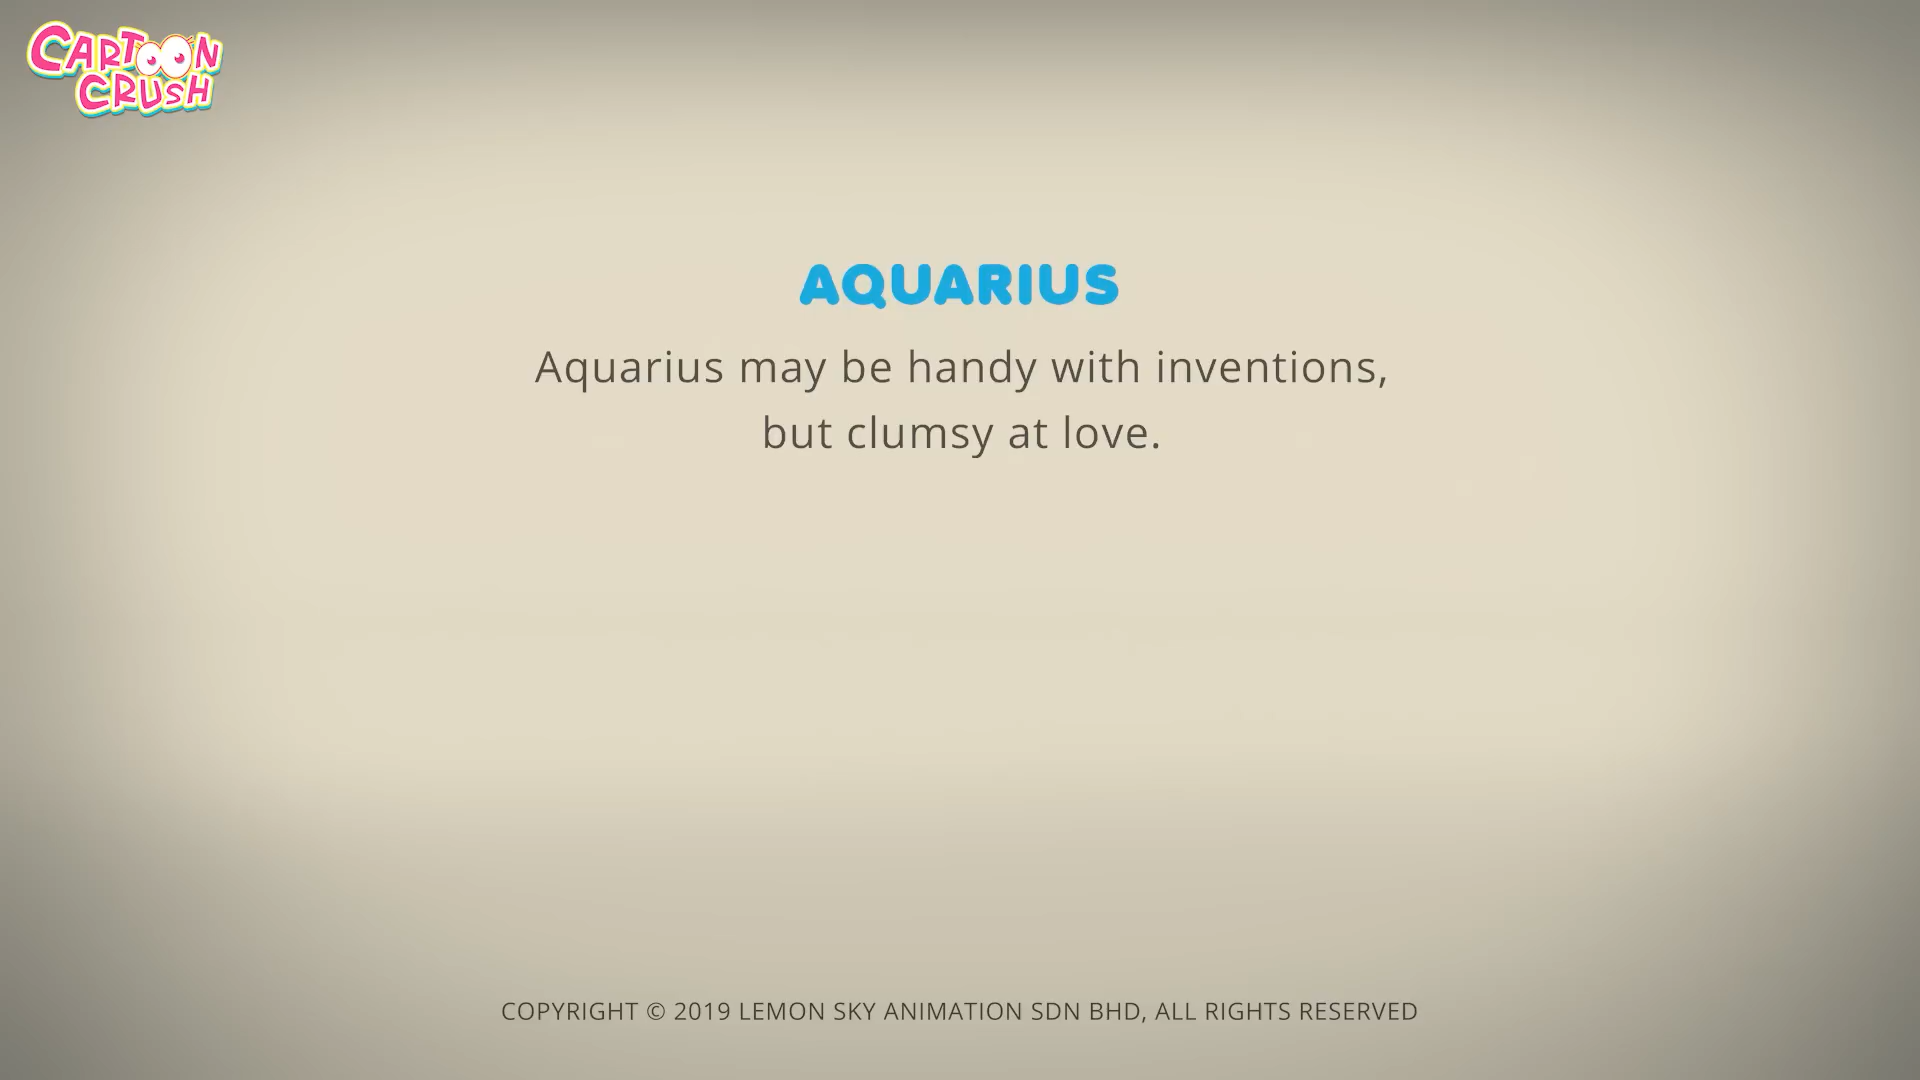 CARTOON
CRUSH
AQUARIUS
Aquarius may be handy with inventions,
but clumsy at love.
COPYRIGHT © 2019 LEMON SKY ANIMATION SDN BHD, ALL RIGHTS RESERVED